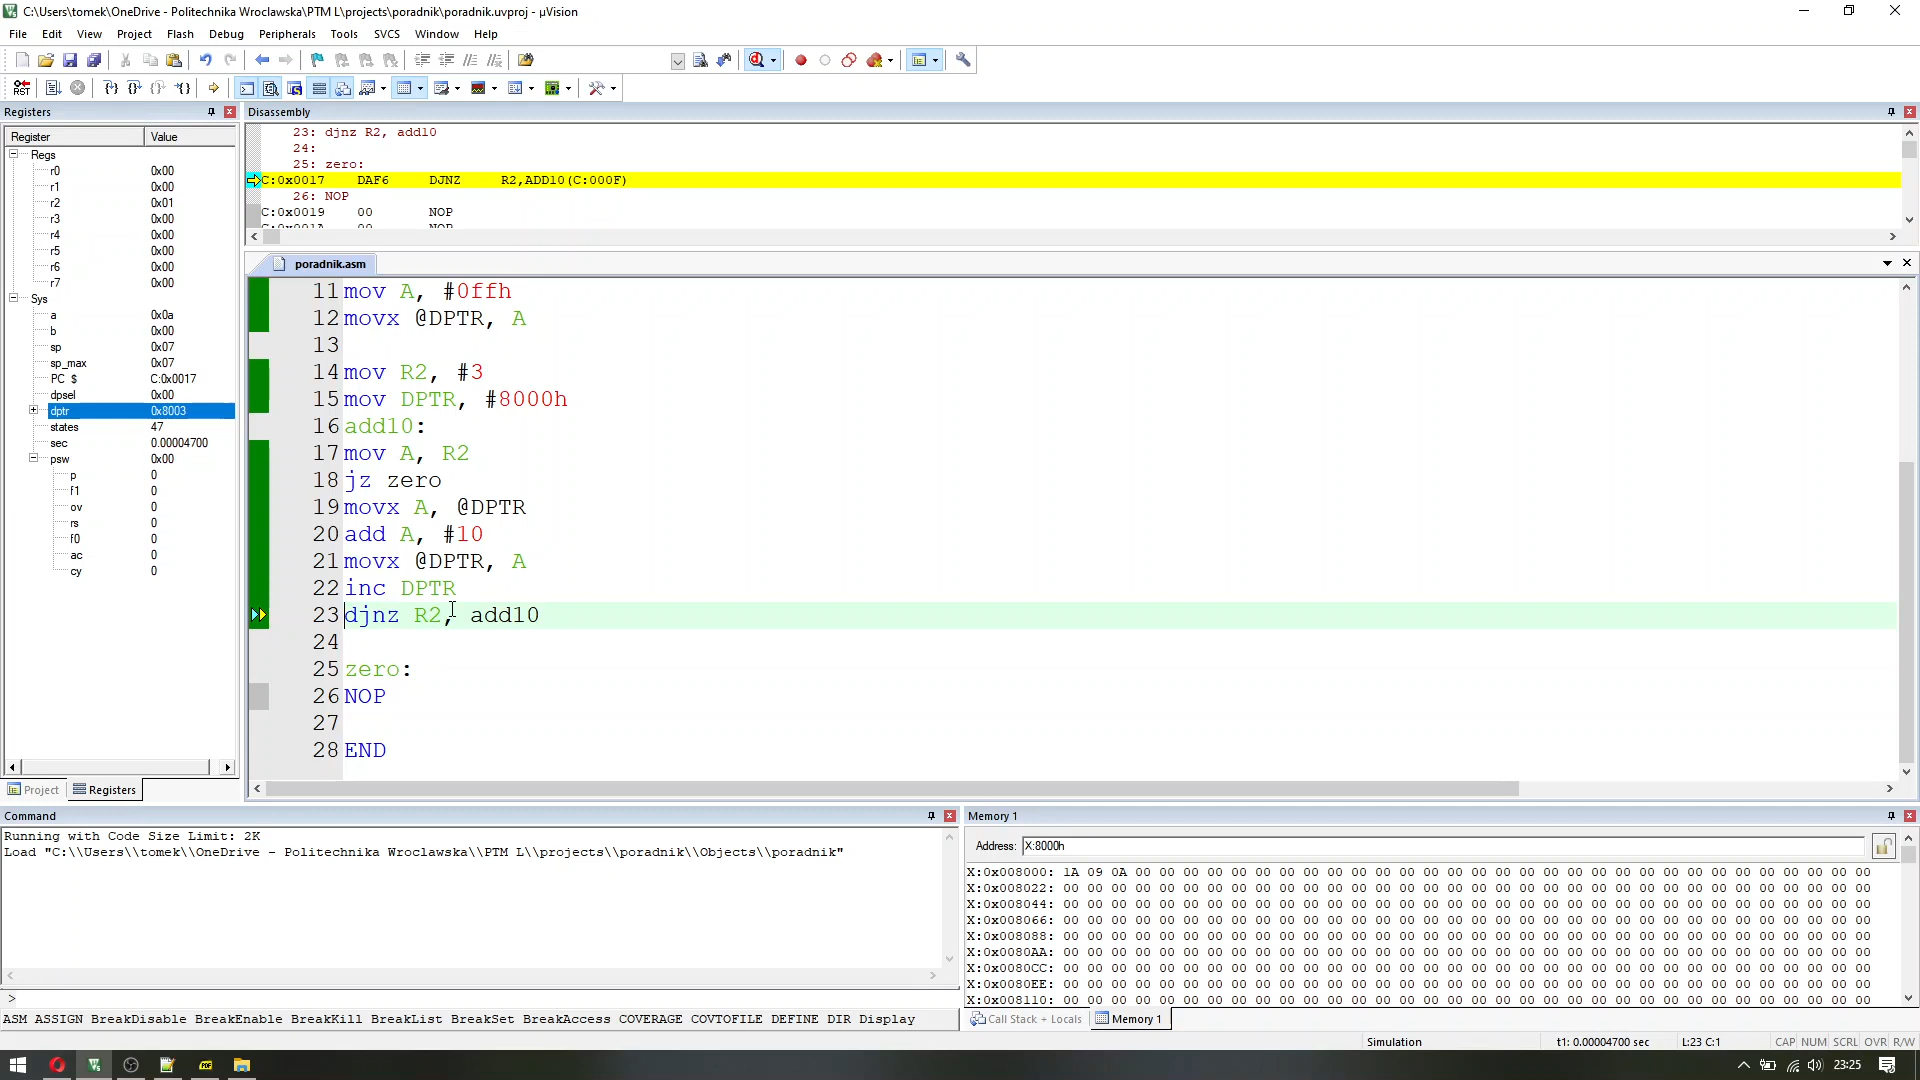 C:\Users\tomek\OneDrive - Politechnika Wroclawska\PTM L\projects\poradnik\poradnik.uvproj - µVision
File Edit View Project Flash Debug Peripherals Tools SVCS Window Help
Registers
Register Value
Regs
r0 0x00
r1 0x00
r2 0x01
r3 0x00
r4 0x00
r5 0x00
r6 0x00
r7 0x00
Sys
a 0x0a
b 0x00
sp 0x07
sp_max 0x07
PC $ C:0x0017
dpsel 0x00
dptr 0x8003
states 47
sec 0.00004700
psw 0x00
p 0
f1 0
ov 0
rs 0
f0 0
ac 0
cy 0
Project Registers
Disassembly
23: djnz R2, add10
24:
25: zero:
C:0x0017 DAF6 DJNZ R2,ADD10(C:000F)
26: NOP
C:0x0019 00 NOP
C:0x001A 00 NOP
poradnik.asm
11 mov A, #0ffh
12 movx @DPTR, A
13
14 mov R2, #3
15 mov DPTR, #8000h
16 add10:
17 mov A, R2
18 jz zero
19 movx A, @DPTR
20 add A, #10
21 movx @DPTR, A
22 inc DPTR
23 djnz R2, add10
24
25 zero:
26 NOP
27
28 END
Command
Running with Code Size Limit: 2K
Load "C:\\Users\\tomek\\OneDrive - Politechnika Wroclawska\\PTM L\\projects\\poradnik\\Objects\\poradnik"
>
ASM ASSIGN BreakDisable BreakEnable BreakKill BreakList BreakSet BreakAccess COVERAGE COVTOFILE DEFINE DIR Display
Memory 1
Address: X:8000h
X:0x008000: 1A 09 0A 00 00 00 00 00 00 00 00 00 00 00 00 00 00 00 00 00 00 00 00 00 00 00 00 00 00 00 00 00 00 00
X:0x008022: 00 00 00 00 00 00 00 00 00 00 00 00 00 00 00 00 00 00 00 00 00 00 00 00 00 00 00 00 00 00 00 00 00 00
X:0x008044: 00 00 00 00 00 00 00 00 00 00 00 00 00 00 00 00 00 00 00 00 00 00 00 00 00 00 00 00 00 00 00 00 00 00
X:0x008066: 00 00 00 00 00 00 00 00 00 00 00 00 00 00 00 00 00 00 00 00 00 00 00 00 00 00 00 00 00 00 00 00 00 00
X:0x008088: 00 00 00 00 00 00 00 00 00 00 00 00 00 00 00 00 00 00 00 00 00 00 00 00 00 00 00 00 00 00 00 00 00 00
X:0x0080AA: 00 00 00 00 00 00 00 00 00 00 00 00 00 00 00 00 00 00 00 00 00 00 00 00 00 00 00 00 00 00 00 00 00 00
X:0x0080CC: 00 00 00 00 00 00 00 00 00 00 00 00 00 00 00 00 00 00 00 00 00 00 00 00 00 00 00 00 00 00 00 00 00 00
X:0x0080EE: 00 00 00 00 00 00 00 00 00 00 00 00 00 00 00 00 00 00 00 00 00 00 00 00 00 00 00 00 00 00 00 00 00 00
X:0x008110: 00 00 00 00 00 00 00 00 00 00 00 00 00 00 00 00 00 00 00 00 00 00 00 00 00 00 00 00 00 00 00 00 00 00
Call Stack + Locals Memory 1
Simulation t1: 0.00004700 sec L:23 C:1 CAP NUM SCRL OVR R/W
23:25